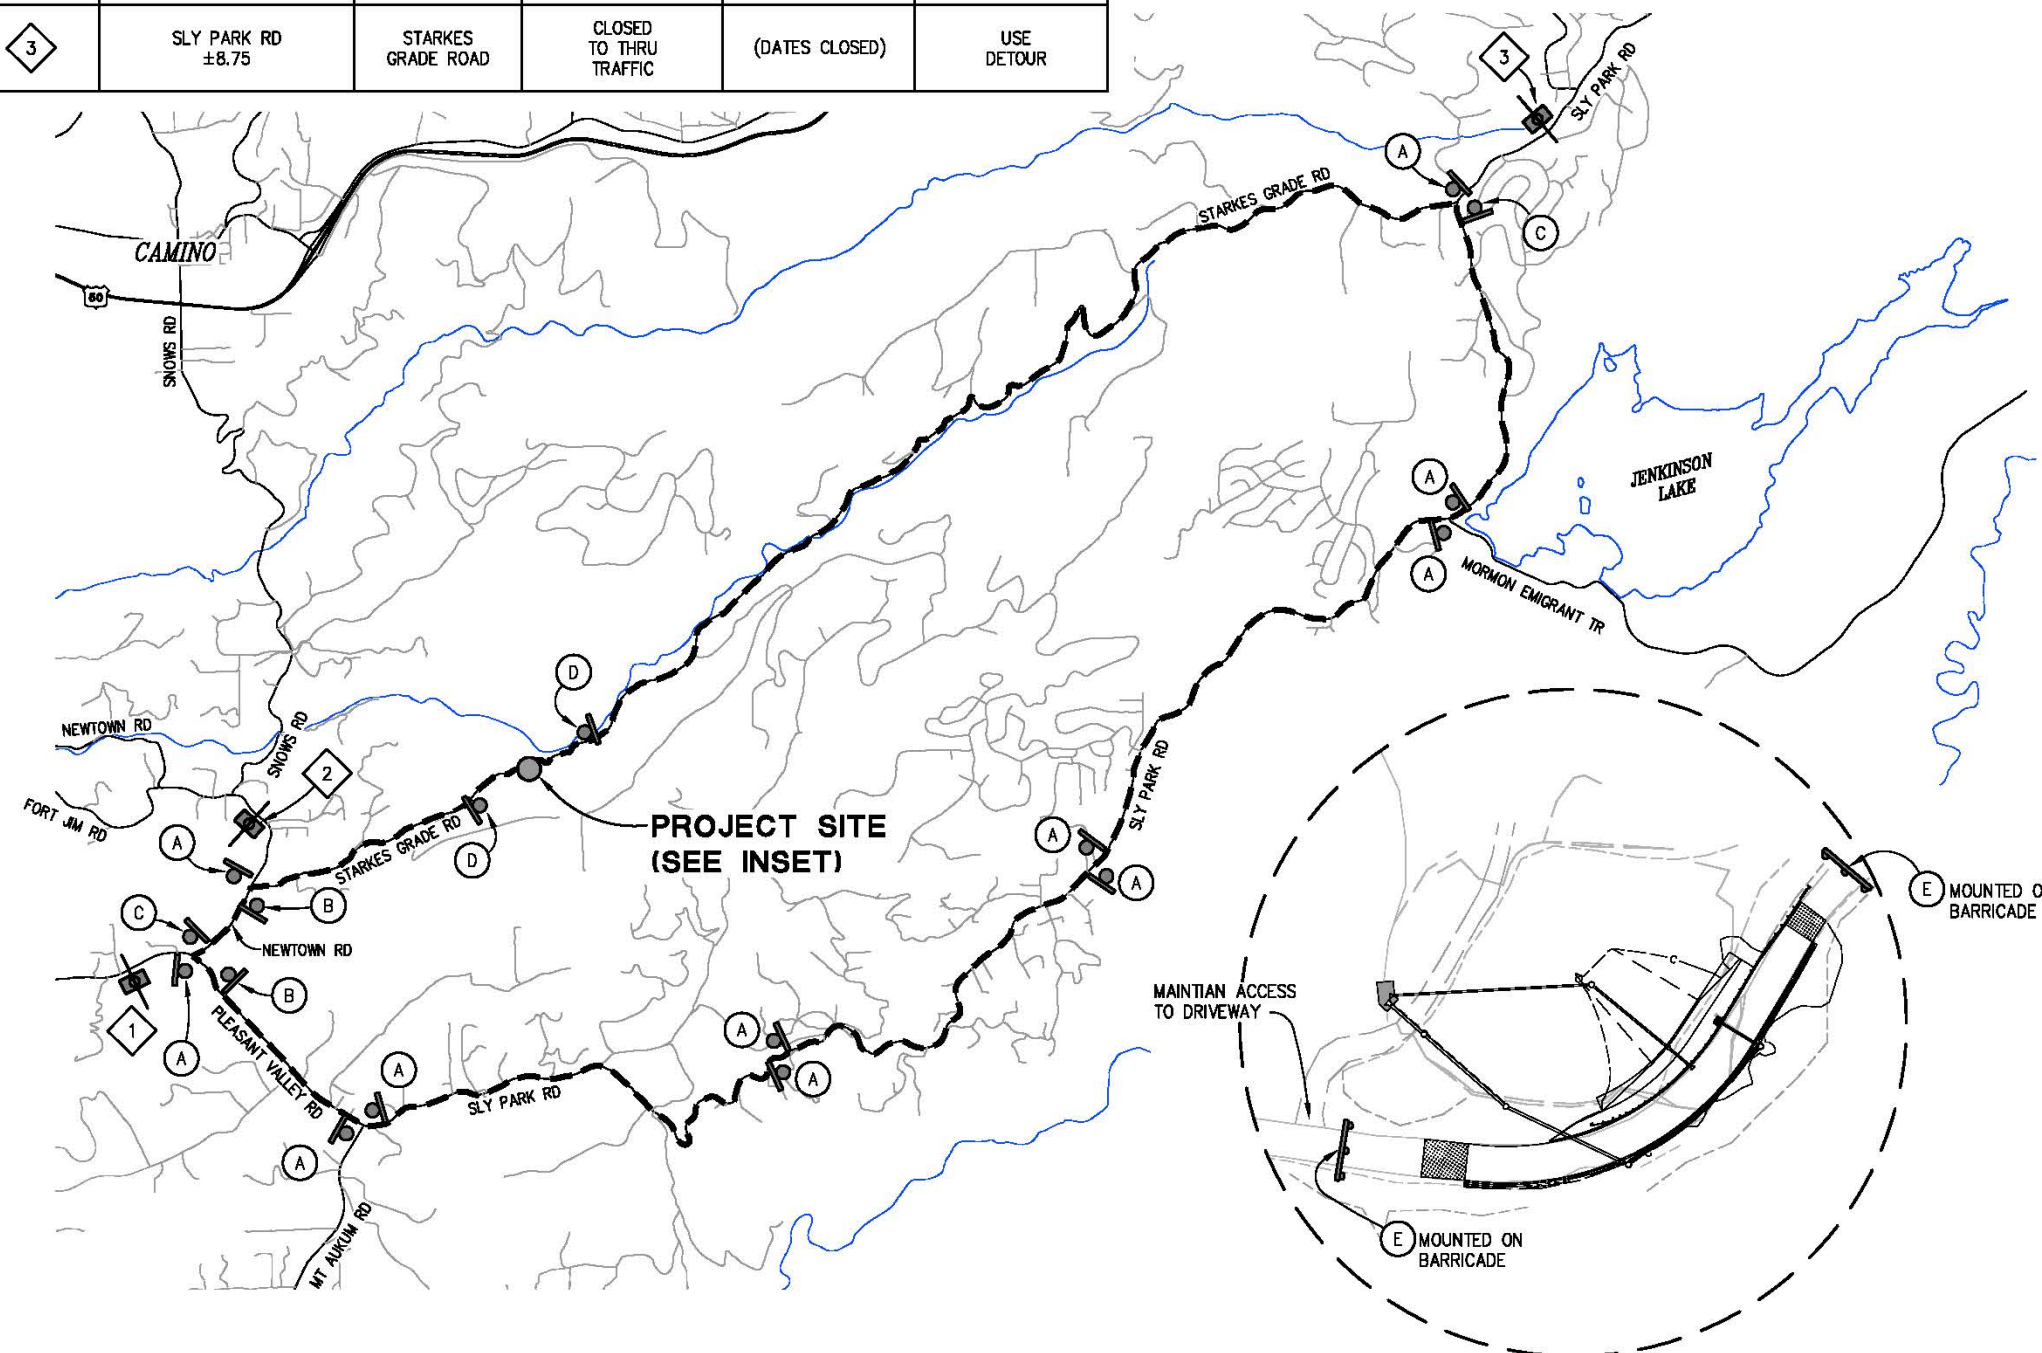 3
SLY PARK RD
±8.75
STARKES
GRADE ROAD
CLOSED
TO THRU
TRAFFIC
(DATES CLOSED)
USE
DETOUR
3
SLY PARK RD
A
STARKES GRADE RD
C
CAMINO
50
SNOWS RD
JENKINSON
LAKE
A
A
MORMON EMIGRANT TR
D
NEWTOWN RD
SNOWS RD
2
FORT JIM RD
A
STARKES GRADE RD
D
PROJECT SITE
(SEE INSET)
SLY PARK RD
A
A
E
MOUNTED O
BARRICADE
B
C
NEWTOWN RD
B
1
A
PLEASANT VALLEY RD
A
SLY PARK RD
A
A
A
MT AUKUM RD
MAINTIAN ACCESS
TO DRIVEWAY
C
E
MOUNTED ON
BARRICADE